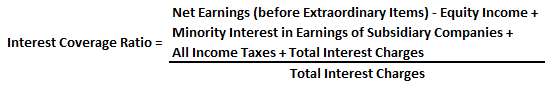 Net Earnings (before Extraordinary Items) - Equity Income +
Interest Coverage Ratio = Minority Interest in Earnings of Subsidiary Companies +
All Income Taxes + Total Interest Charges
Total Interest Charges